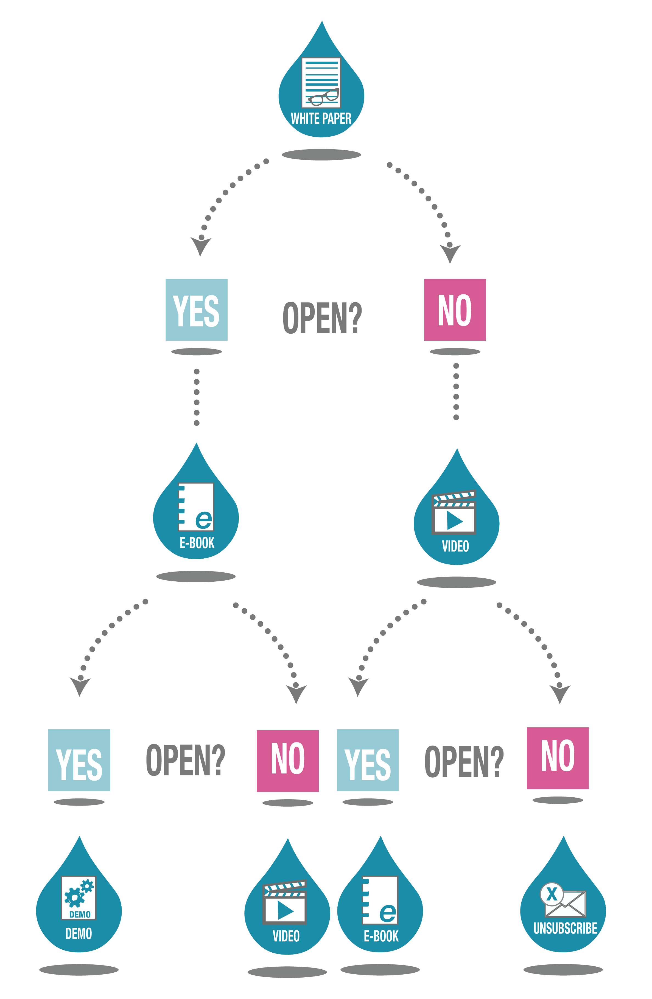 WHITE PAPER
YES
OPEN?
NO
e
E-BOOK
VIDEO
YES
OPEN?
NO
YES
OPEN?
NO
DEMO
DEMO
VIDEO
e
E-BOOK
X
UNSUBSCRIBE